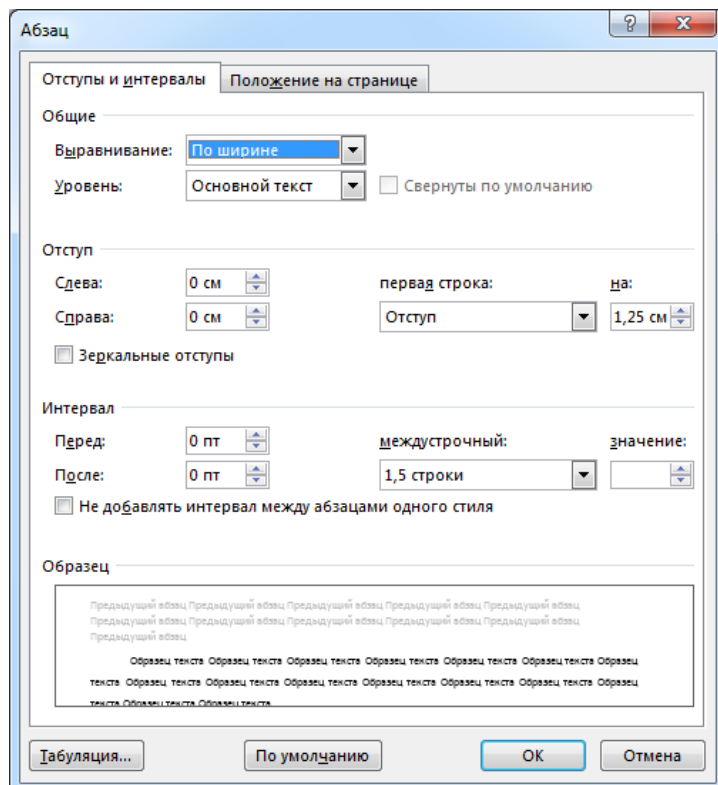 Абзац
?
Отступы и интервалы Положение на странице
Общие
Выравнивание: По ширине
Уровень: Основной текст Свернуты по умолчанию
Отступ
Слева: 0 см первая строка: на:
Справа: 0 см Отступ 1,25 см
Зеркальные отступы
Интервал
Перед: 0 пт междустрочный: значение:
После: 0 пт 1,5 строки
Не добавлять интервал между абзацами одного стиля
Образец
Предыдущий абзац Предыдущий абзац Предыдущий абзац Предыдущий абзац Предыдущий абзац
Предыдущий абзац Предыдущий абзац Предыдущий абзац Предыдущий абзац Предыдущий абзац
Предыдущий абзац
Образец текста Образец текста Образец текста Образец текста Образец текста Образец текста Образец
текста Образец текста Образец текста Образец текста Образец текста Образец текста Образец текста Образец
текста Образец текста Образец текста
Табуляция... По умолчанию ОК Отмена